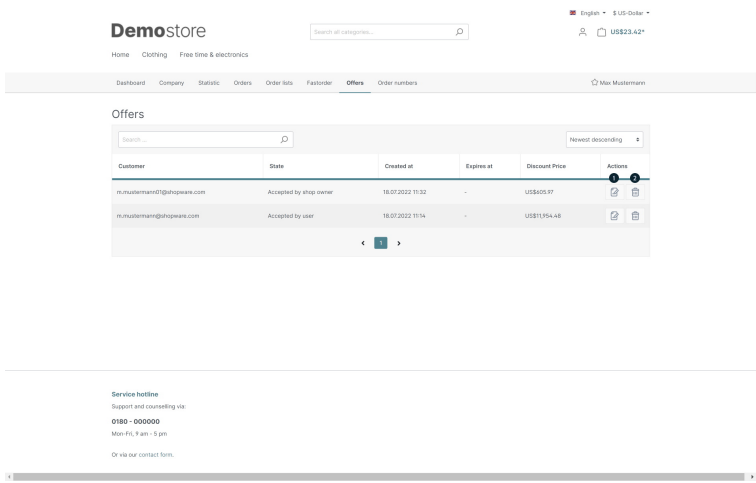 English $ US-Dollar
Demostore
Search all categories...
US$23.42*
Home Clothing Free time & electronics
Dashboard Company Statistic Orders Order lists Fastorder Offers Order numbers Max Mustermann
Offers
Search... Newest descending
Customer State Created at Expires at Discount Price Actions
1 2
m.mustermann01@shopware.com Accepted by shop owner 18.07.2022 11:32 - US$605.97
m.mustermann@shopware.com Accepted by user 18.07.2022 11:14 - US$11,954.48
1
Service hotline
Support and counselling via:
0180 - 000000
Mon-Fri, 9 am - 5 pm
Or via our contact form.